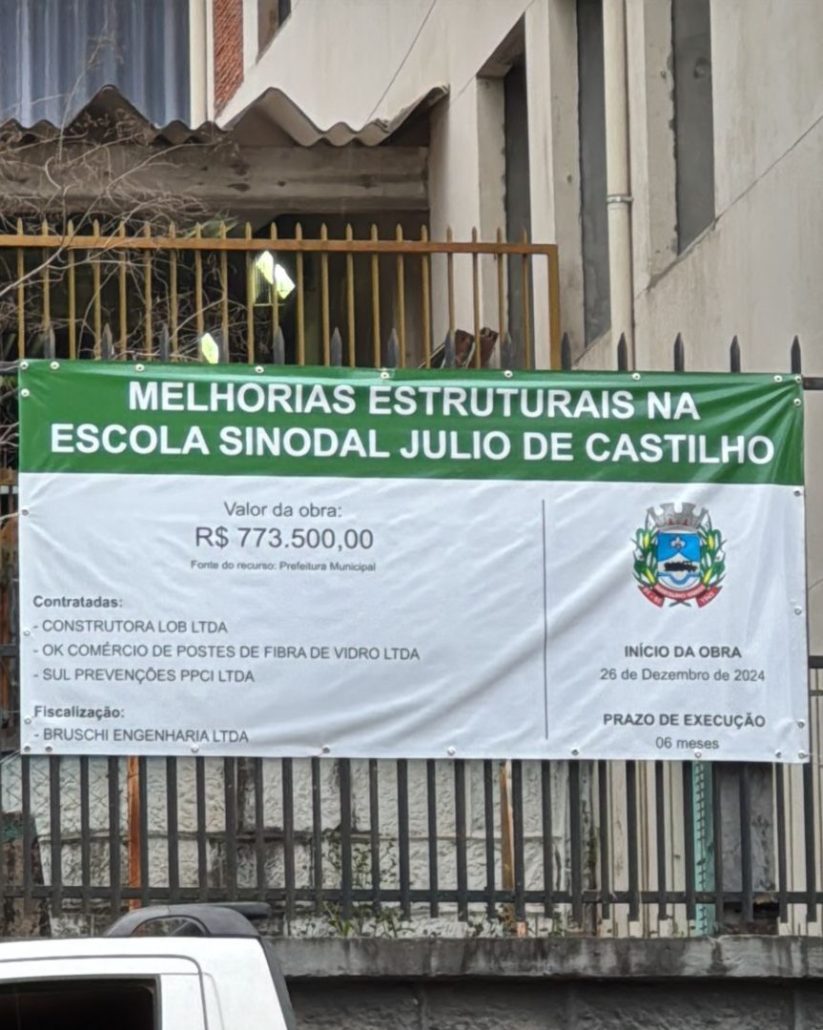 MELHORIAS ESTRUTURAIS NA
ESCOLA SINODAL JULIO DE CASTILHO
Valor da obra:
R$ 773.500,00
Fonte do recurso: Prefeitura Municipal
Contratadas:
- CONSTRUTORA LOB LTDA
- OK COMÉRCIO DE POSTES DE FIBRA DE VIDRO LTDA
- SUL PREVENÇÕES PPCI LTDA
Fiscalização:
- BRUSCHI ENGENHARIA LTDA
INÍCIO DA OBRA
26 de Dezembro de 2024
PRAZO DE EXECUÇÃO
06 meses